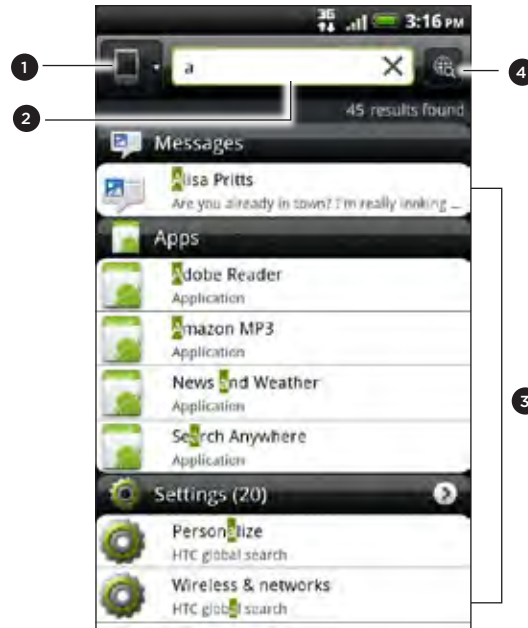 3G
3:16 PM
1
a
4
2
45 results found
Messages
Alisa Pritts
Are you already in town? I'm really looking ...
Apps
Adobe Reader
Application
Amazon MP3
Application
News and Weather
Application
3
Search Anywhere
Application
Settings (20)
Personalize
HTC global search
Wireless & networks
HTC global search